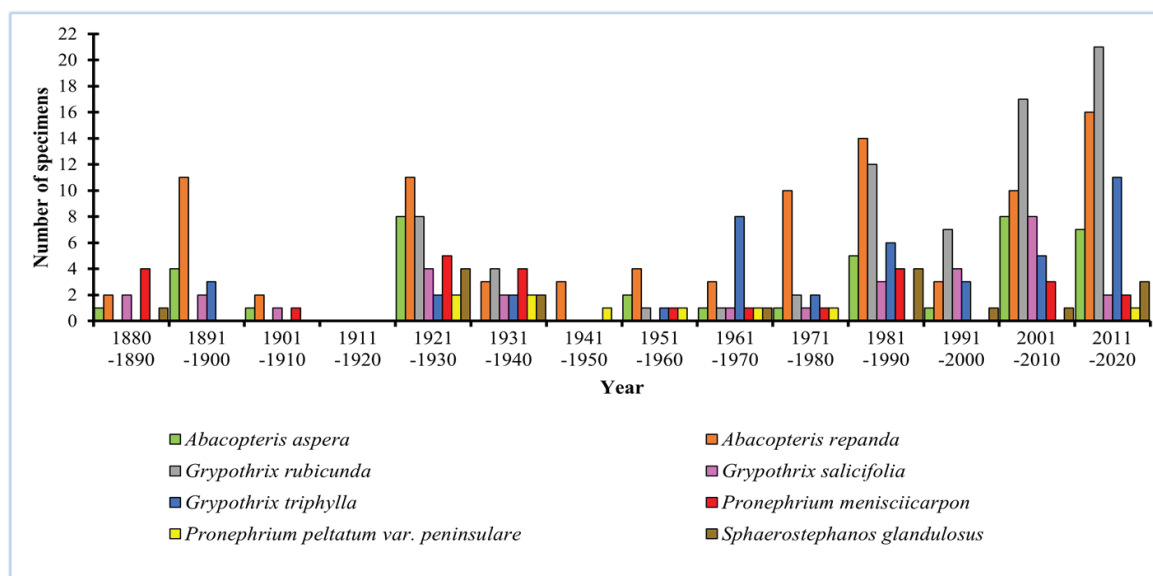 Number of specimens
22
20
18
16
14
12
10
8
6
4
2
0
1880 1891 1901 1911 1921 1931 1941 1951 1961 1971 1981 1991 2001 2011
-1890 -1900 -1910 -1920 -1930 -1940 -1950 -1960 -1970 -1980 -1990 -2000 -2010 -2020
Year
Abacopteris aspera Abacopteris repanda
Grypothrix rubicunda Grypothrix salicifolia
Grypothrix triphylla Pronephrium menisciicarpon
Pronephrium peltatum var. peninsulare Sphaerostephanos glandulosus